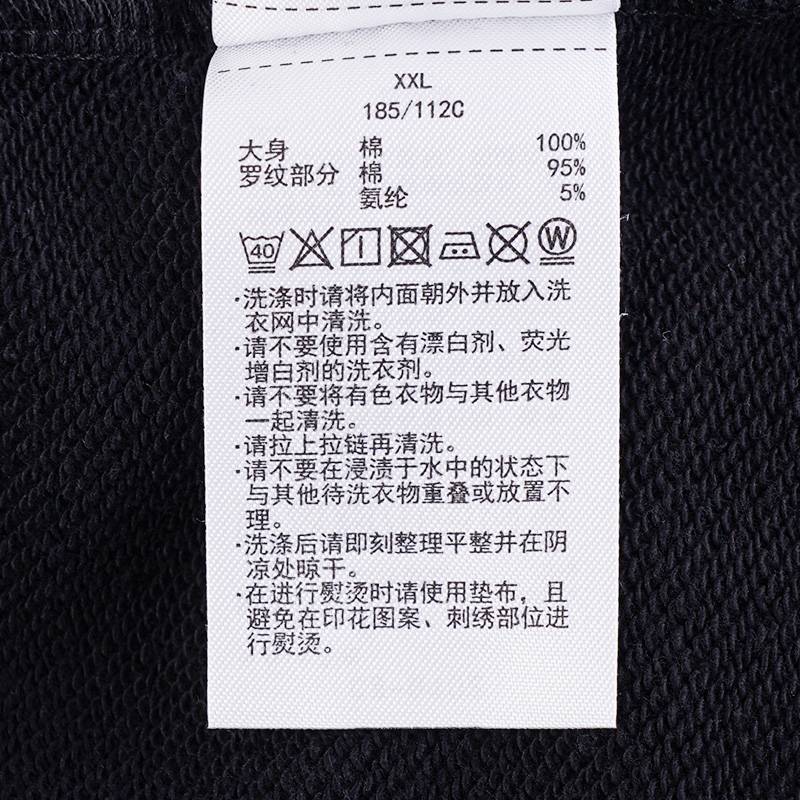 XXL
185/112C
大身 棉 100%
罗纹部分 棉 95%
氨纶 5%
40 W
·洗涤时请将内面朝外并放入洗
衣网中清洗。
·请不要使用含有漂白剂、荧光
增白剂的洗衣剂。
·请不要将有色衣物与其他衣物
一起清洗。
·请拉上拉链再清洗。
·请不要在浸渍于水中的状态下
与其他待洗衣物重叠或放置不
理。
·洗涤后请即刻整理平整并在阴
凉处晾干。
·在进行熨烫时请使用垫布，且
避免在印花图案、刺绣部位进
行熨烫。